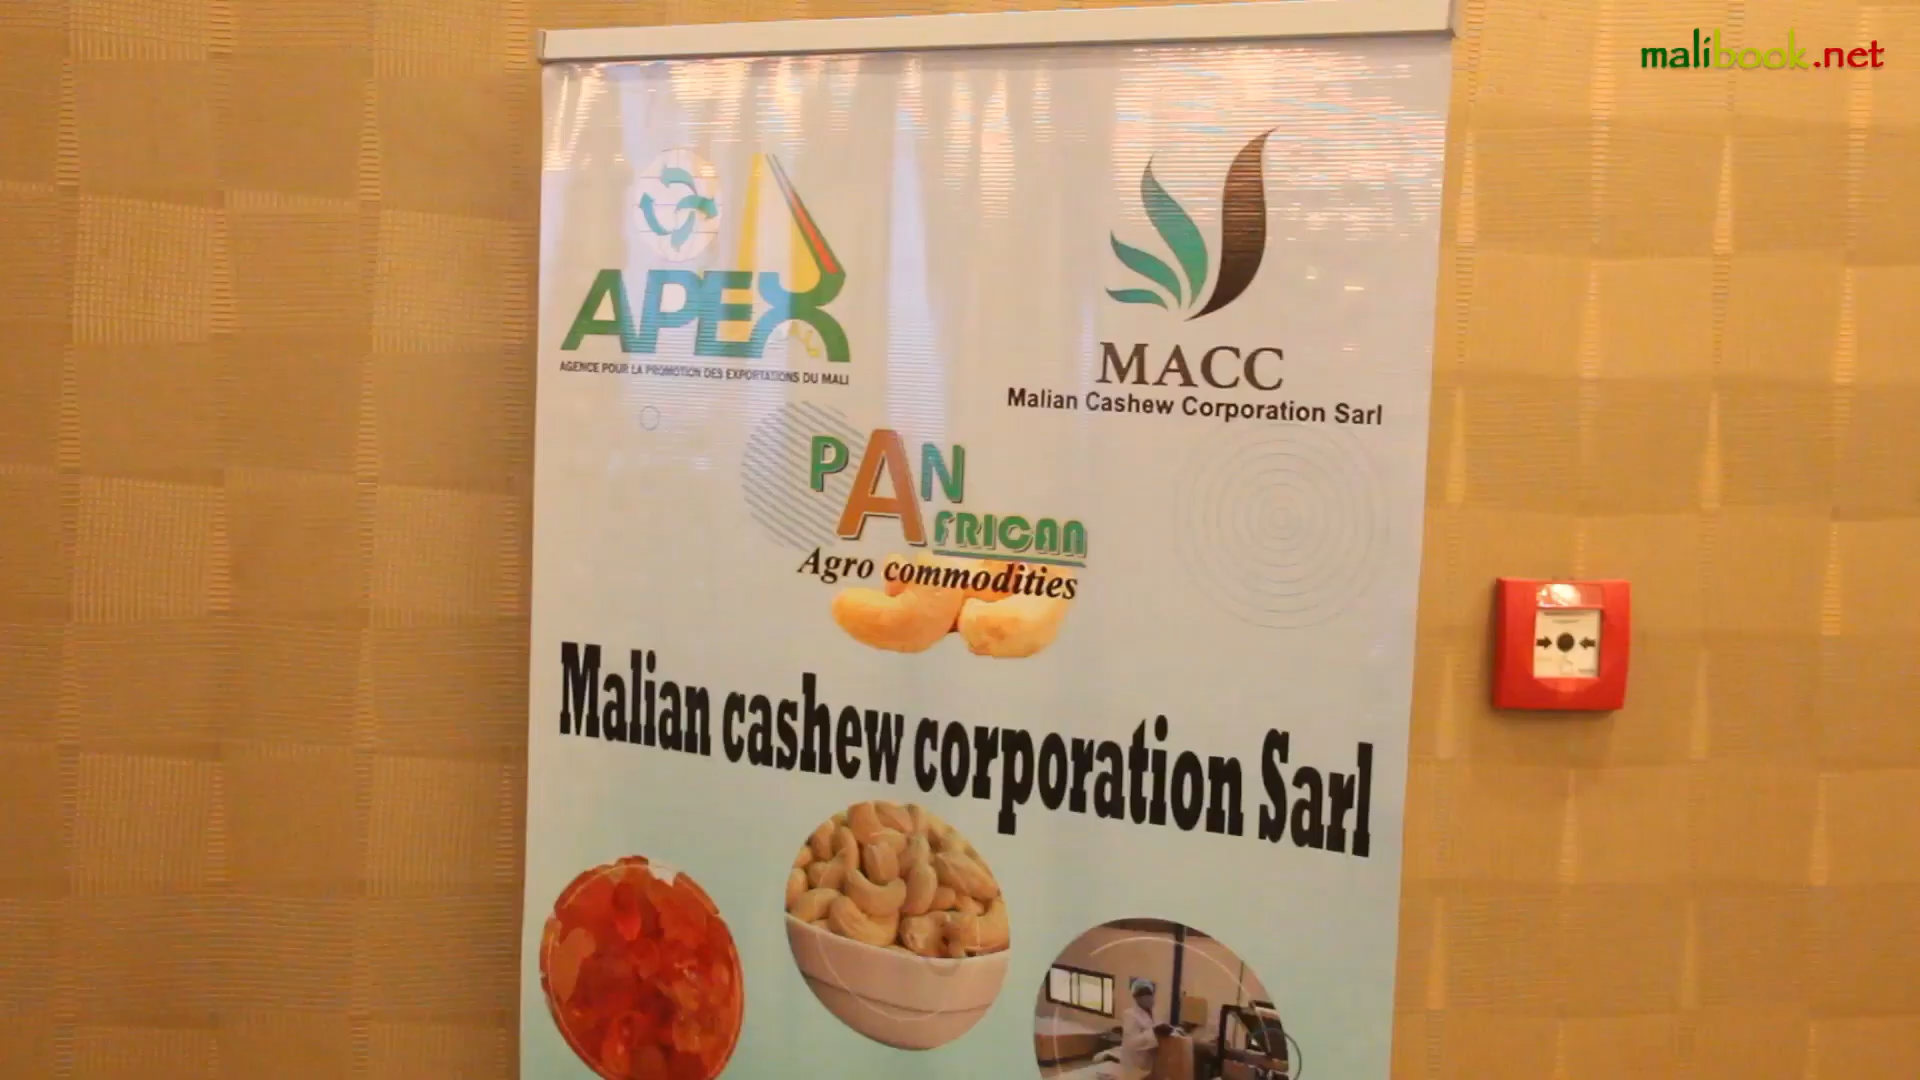 malibook.net
APEX
AGENCE POUR LA PROMOTION DES EXPORTATIONS DU MALI
MACC
Malian Cashew Corporation Sarl
PAN
AFRICAN
Agro commodities
Malian cashew corporation Sarl